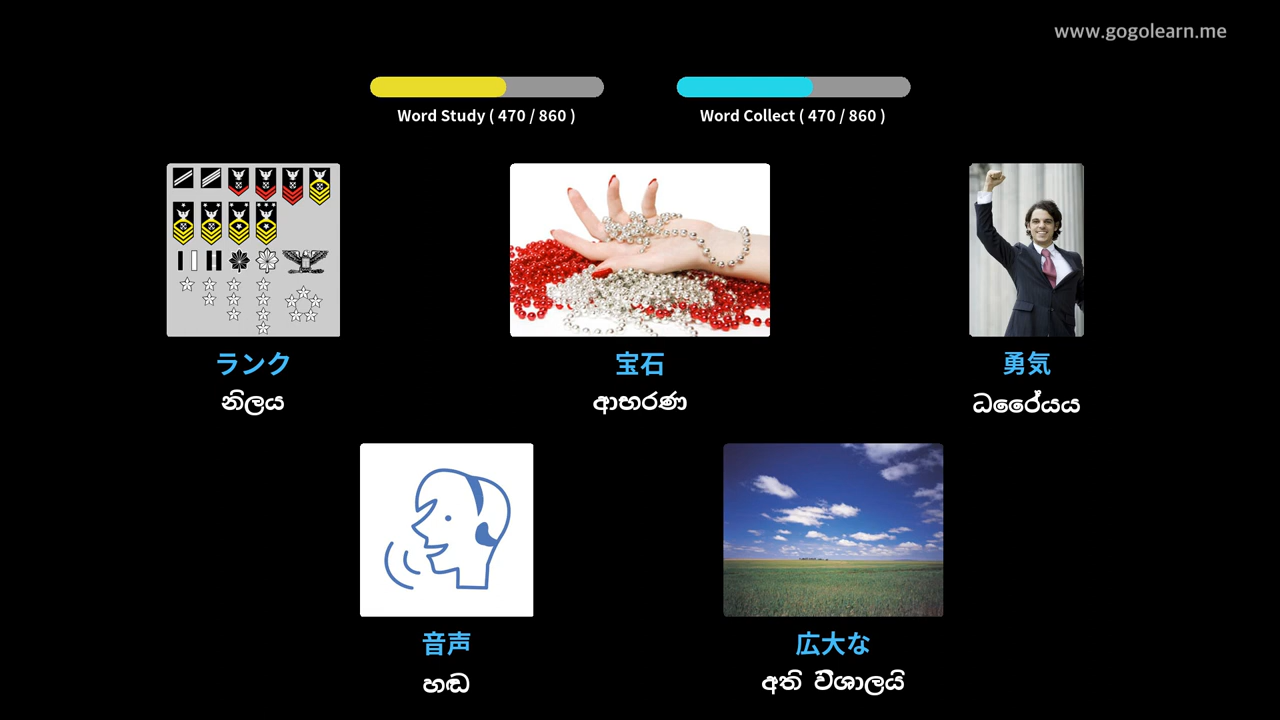 www.gogolearn.me
Word Study ( 470 / 860 )
Word Collect ( 470 / 860 )
ランク
宝石
勇気
නිලය
ආභරණ
ධෛර්යය
音声
広大な
හඬ
අති විශාලයි